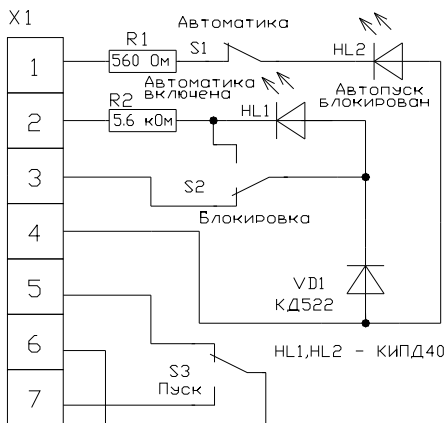 X1
Автоматика
R1
S1
HL2
1
560 Ом
Автоматика
включена
Автопуск
блокирован
R2
HL1
2
5.6 кОм
3
S2
Блокировка
4
VD1
КД522
5
HL1,HL2 - КИПД40
6
S3
Пуск
7